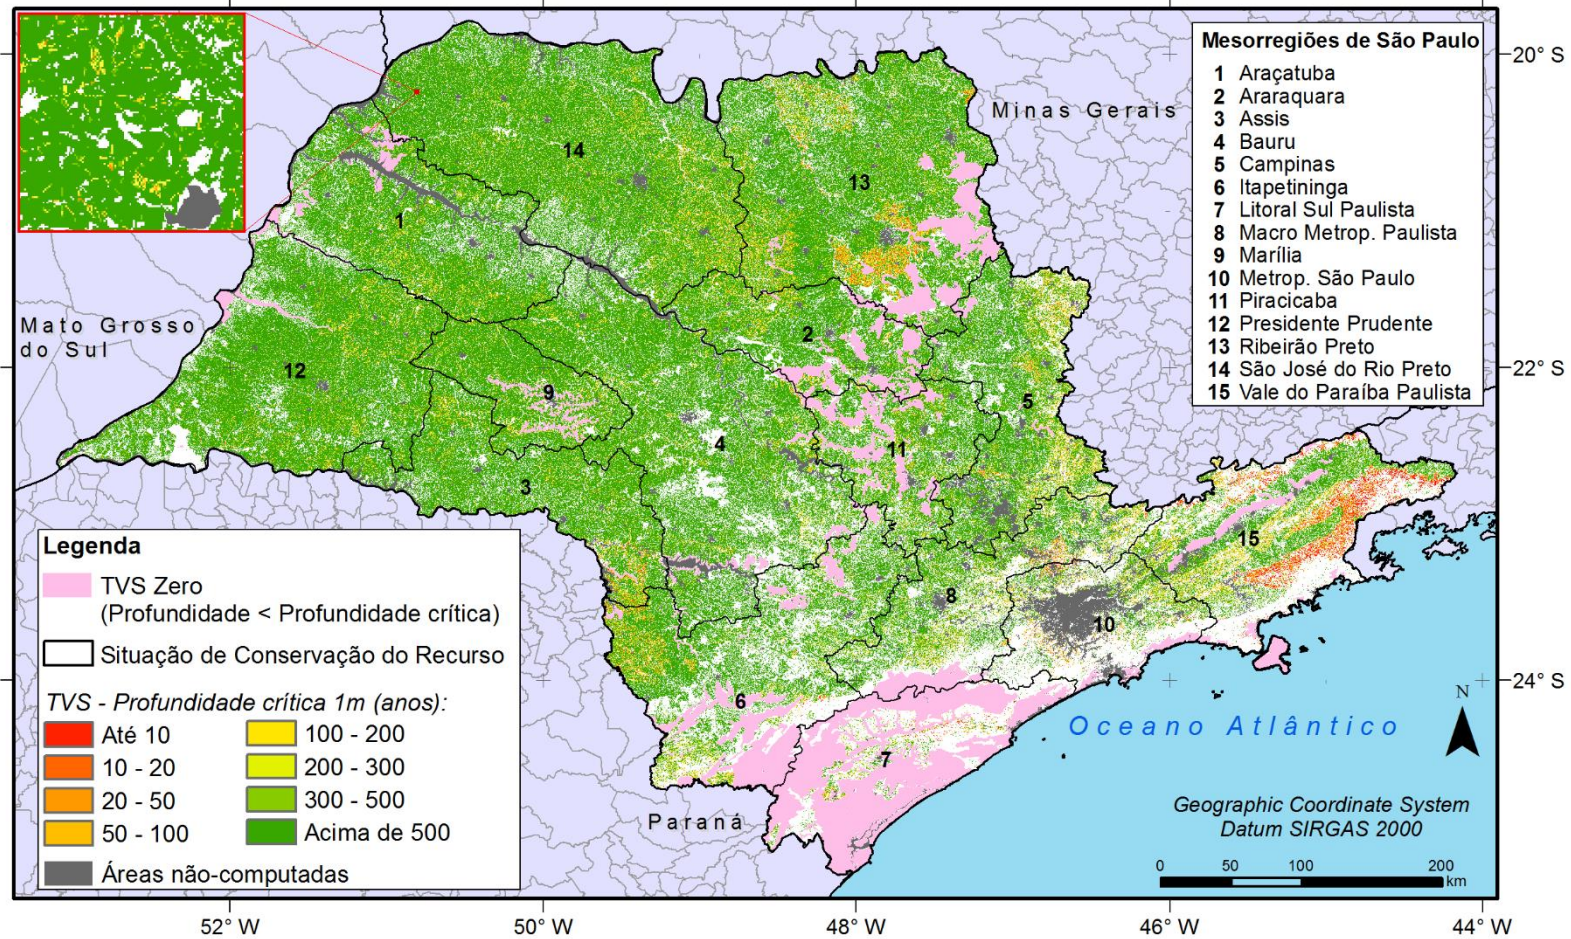 20° S
22° S
24° S
52° W
50° W
48° W
46° W
44° W
Mesorregiões de São Paulo
1 Araçatuba
2 Araraquara
3 Assis
4 Bauru
5 Campinas
6 Itapetininga
7 Litoral Sul Paulista
8 Macro Metrop. Paulista
9 Marília
10 Metrop. São Paulo
11 Piracicaba
12 Presidente Prudente
13 Ribeirão Preto
14 São José do Rio Preto
15 Vale do Paraíba Paulista
Minas Gerais
Mato Grosso
do Sul
Paraná
Oceano Atlântico
14
13
1
2
12
9
5
4
11
3
15
8
10
6
7
Legenda
TVS Zero
(Profundidade < Profundidade crítica)
Situação de Conservação do Recurso
TVS - Profundidade crítica 1m (anos):
Até 10
10 - 20
20 - 50
50 - 100
100 - 200
200 - 300
300 - 500
Acima de 500
Áreas não-computadas
N
Geographic Coordinate System
Datum SIRGAS 2000
0 50 100 200
km